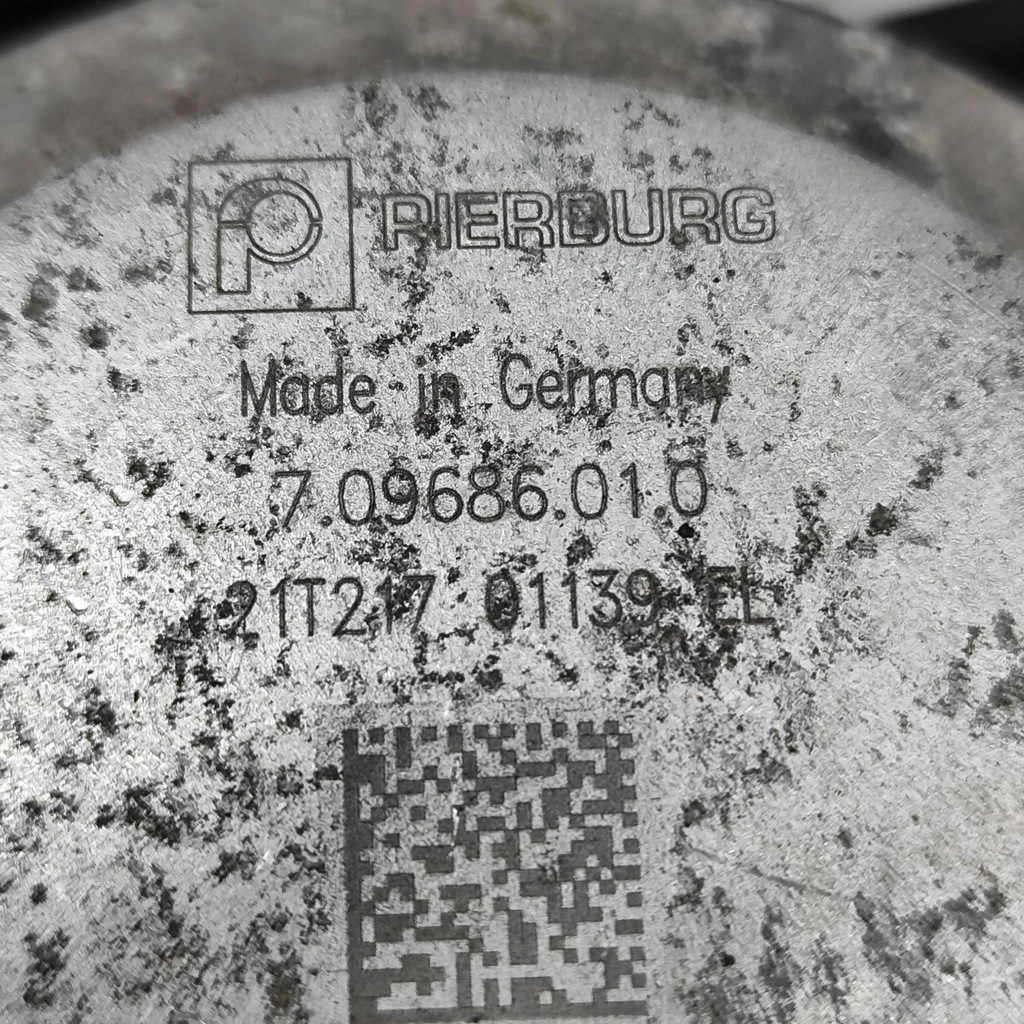 PIERBURG
Made in Germany
7.09686.01.0
21T217 01139 EL